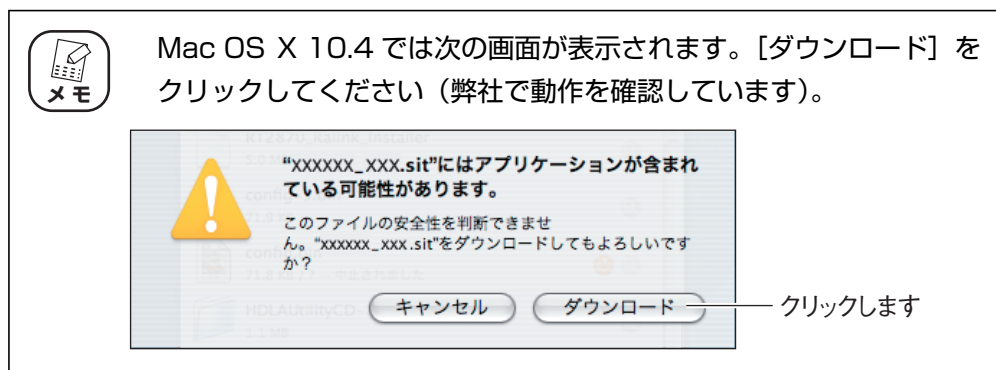 Mac OS X 10.4 では次の画面が表示されます。[ダウンロード]を
クリックしてください（弊社で動作を確認しています）。
メモ
RT2870_Ralink_Installer
“XXXXXX_XXX.sit”にはアプリケーションが含まれ
ている可能性があります。
このファイルの安全性を判断できませ
ん。“xxxxxx_xxx.sit”をダウンロードしてもよろしいです
か？
HDLAUtilityCD-
1.1 MB
キャンセル
ダウンロード
クリックします